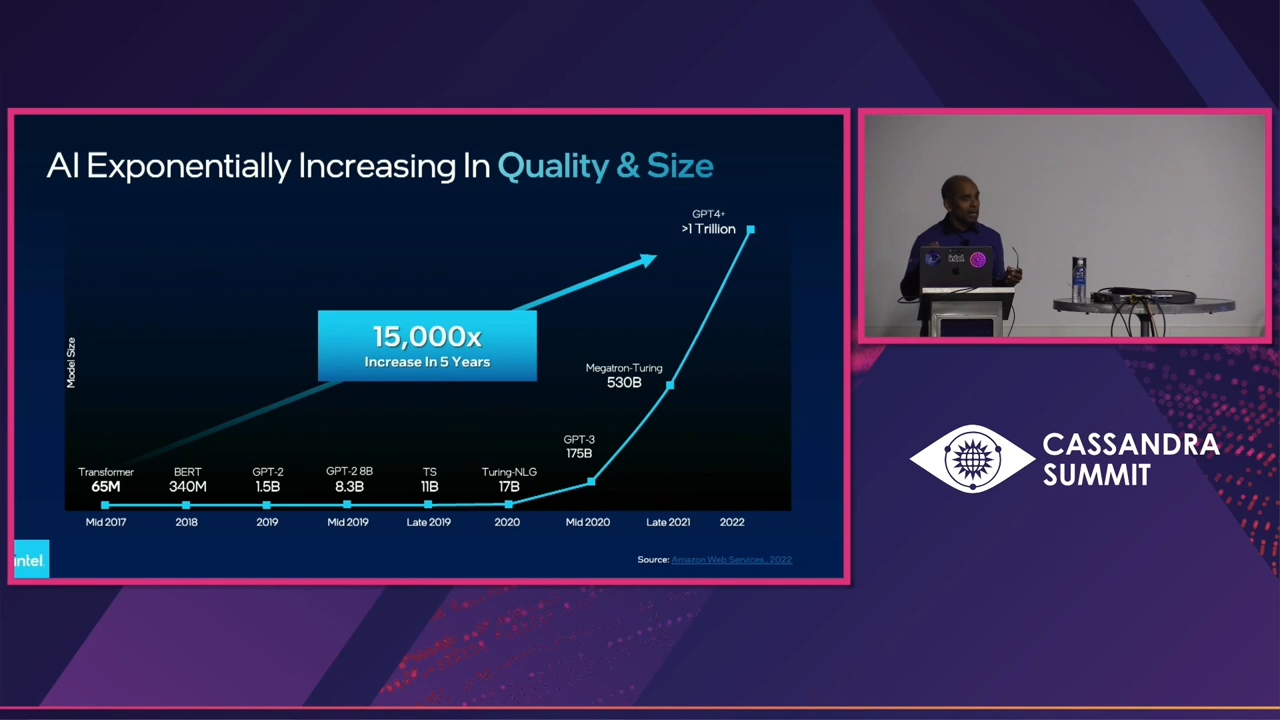 AI Exponentially Increasing In Quality & Size
GPT4+
>1 Trillion
15,000x
Increase In 5 Years
Model Size
Megatron-Turing
530B
GPT-3
175B
Transformer
65M
BERT
340M
GPT-2
1.5B
GPT-2 8B
8.3B
TS
11B
Turing-NLG
17B
Mid 2017
2018
2019
Mid 2019
Late 2019
2020
Mid 2020
Late 2021
2022
intel
Source: Amazon Web Services , 2022
intel
CASSANDRA
SUMMIT